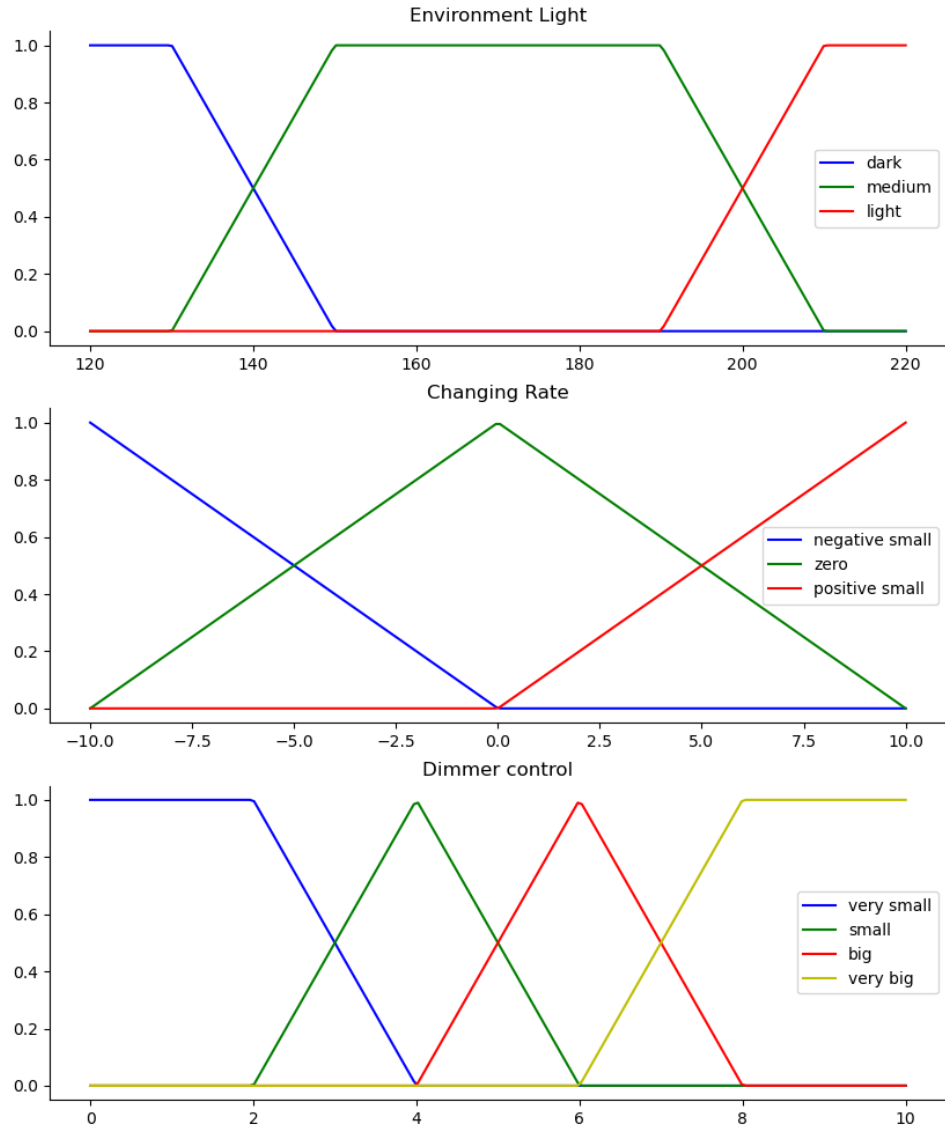 Environment Light
1.0
0.8
0.6
0.4
0.2
0.0
dark
medium
light
120 140 160 180 200 220
Changing Rate
1.0
0.8
0.6
0.4
0.2
0.0
negative small
zero
positive small
−10.0 −7.5 −5.0 −2.5 0.0 2.5 5.0 7.5 10.0
Dimmer control
1.0
0.8
0.6
0.4
0.2
0.0
very small
small
big
very big
0 2 4 6 8 10